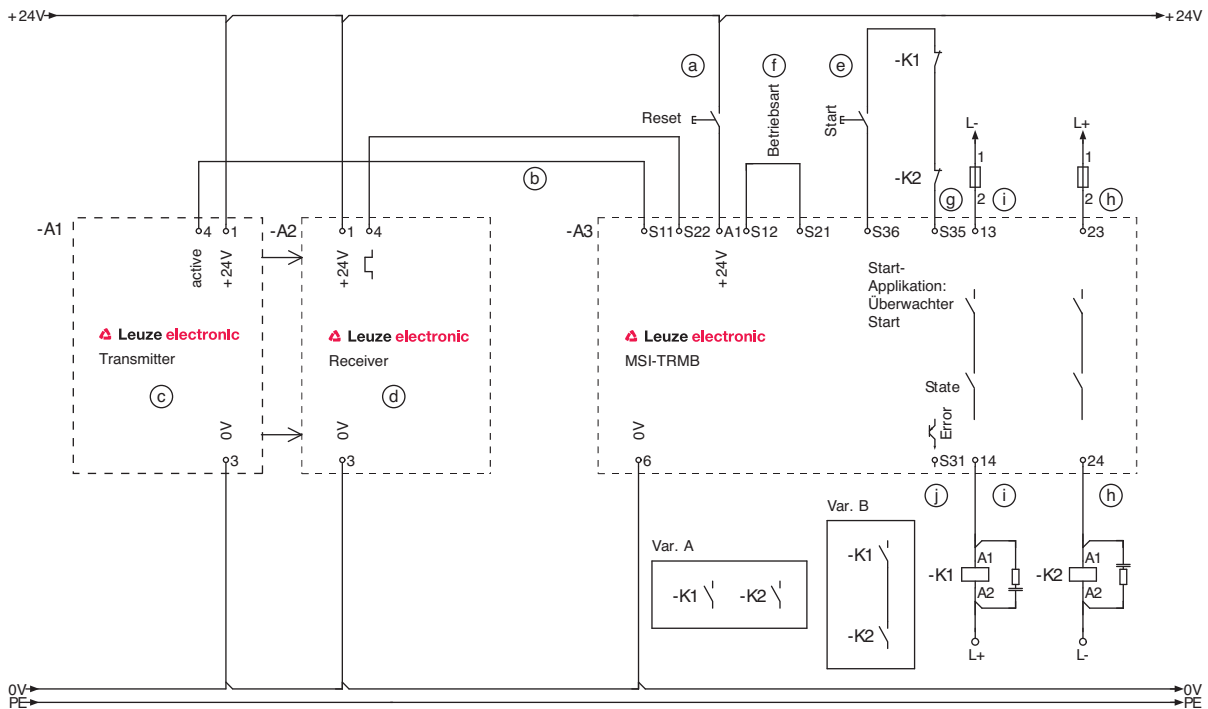 +24V
+24V
a
f
e
-K1
Reset
Betriebsart
Start
L-
L+
1
1
b
-K2
g
2
i
2
h
-A1
4
1
-A2
1
4
-A3
S11
S22
A1
S12
S21
S36
S35
13
23
active
+24V
+24V
+24V
Start-
Applikation:
Überwachter
Start
Leuze electronic
Transmitter
Leuze electronic
Receiver
Leuze electronic
MSI-TRMB
c
d
State
Error
0V
0V
0V
3
3
6
S31
14
24
j
i
h
Var. A
-K1
-K2
Var. B
-K1
-K2
-K1
A1
A2
-K2
A1
A2
L+
L-
0V
0V
PE
PE